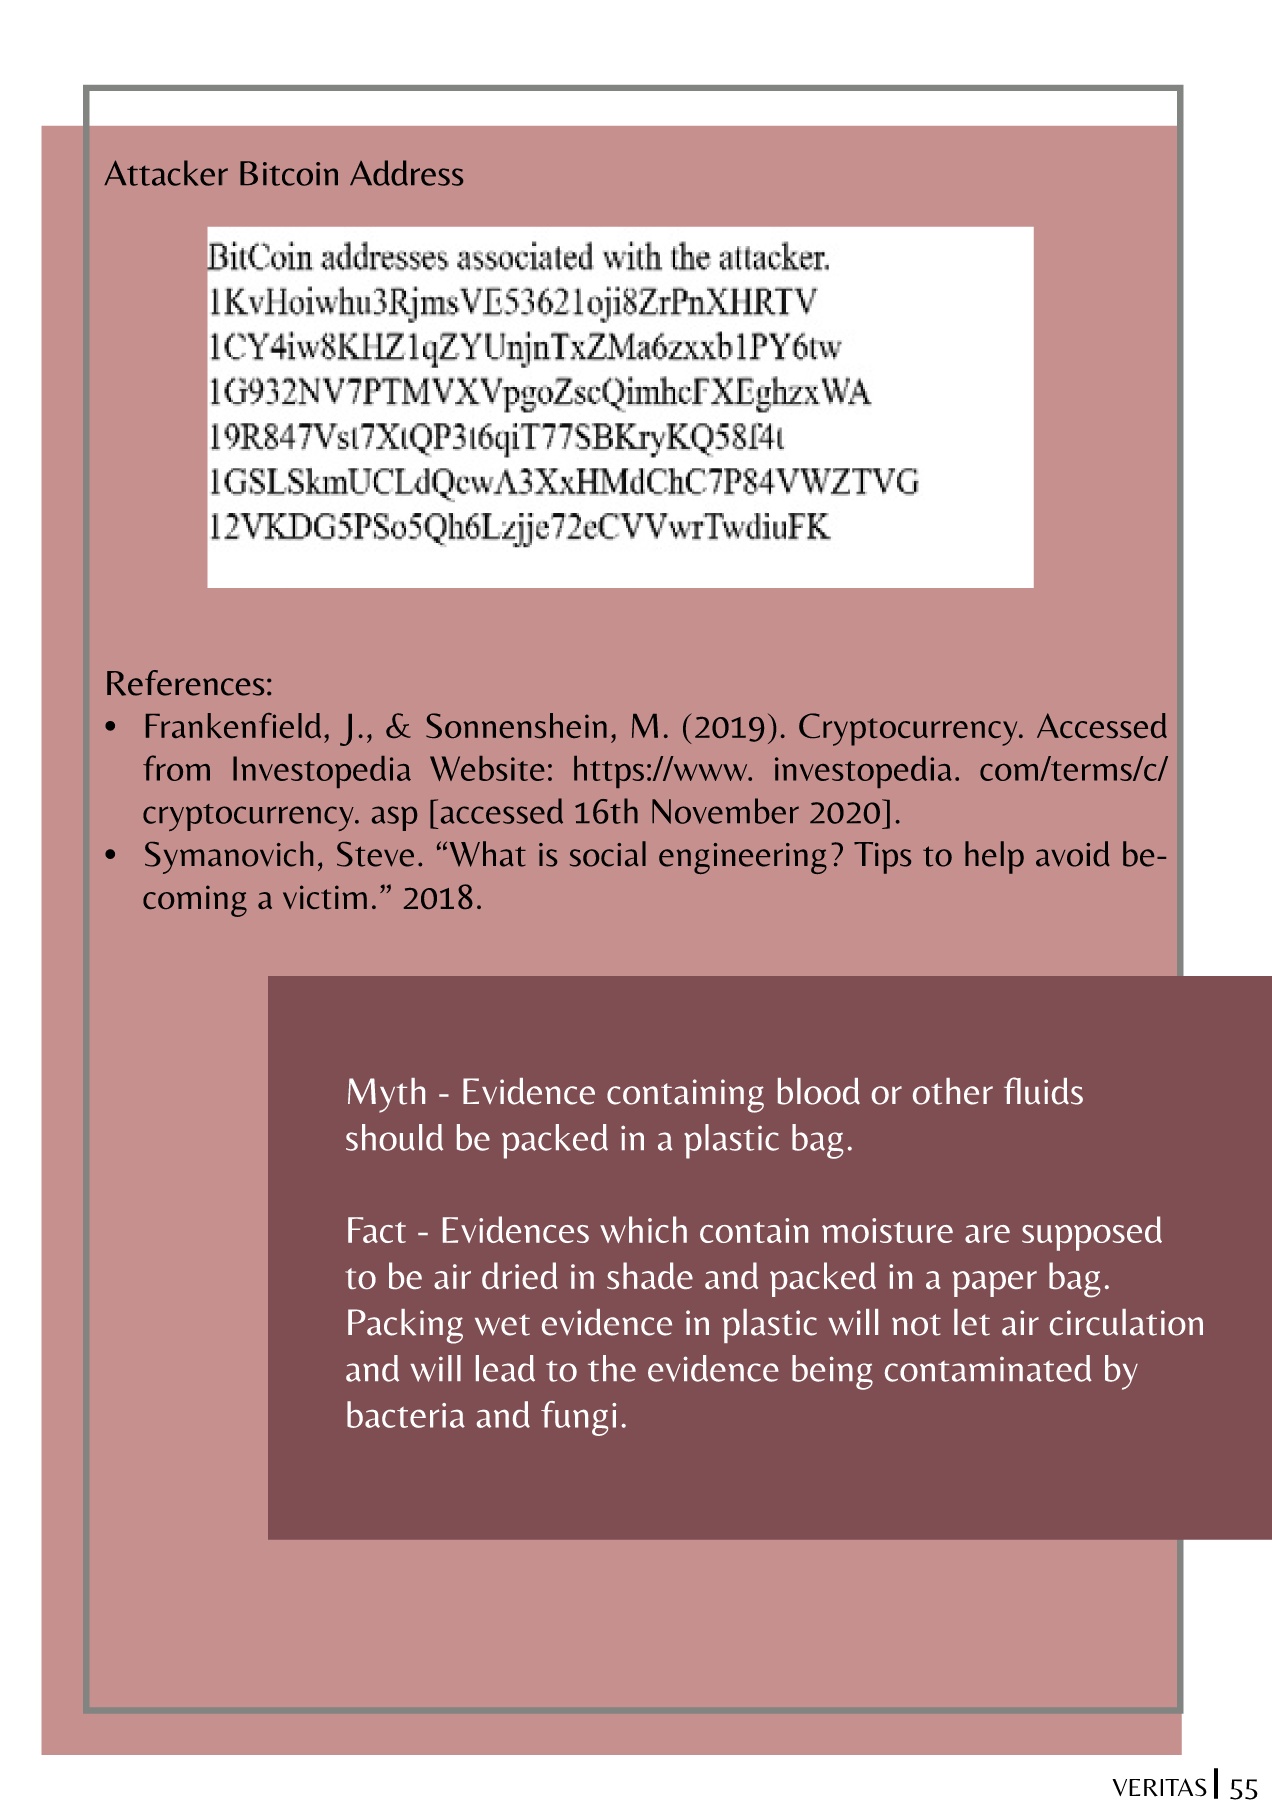 Attacker Bitcoin Address
BitCoin addresses associated with the attacker.
1KvHoiwhu3RjmsVE53621oji8ZrPnXHRTV
1CY4iw8KHZ1qZYUnjnTxZMa6zxxb1PY6tw
1G932NV7PTMVXVpgoZscQimhcFXEghzxWA
19R847Vst7XtQP3t6qiT77SBKryKQ58f4t
1GSLSkmUCLdQcwA3XxHMdChC7P84VWZTVG
12VKDG5PSo5Qh6Lzjje72eCVVwrTwdiuFK
References:
• Frankenfield, J., & Sonnenshein, M. (2019). Cryptocurrency. Accessed
from Investopedia Website: https://www. investopedia. com/terms/c/
cryptocurrency. asp [accessed 16th November 2020].
• Symanovich, Steve. “What is social engineering? Tips to help avoid be-
coming a victim.” 2018.
Myth - Evidence containing blood or other fluids
should be packed in a plastic bag.
Fact - Evidences which contain moisture are supposed
to be air dried in shade and packed in a paper bag.
Packing wet evidence in plastic will not let air circulation
and will lead to the evidence being contaminated by
bacteria and fungi.
VERITAS | 55